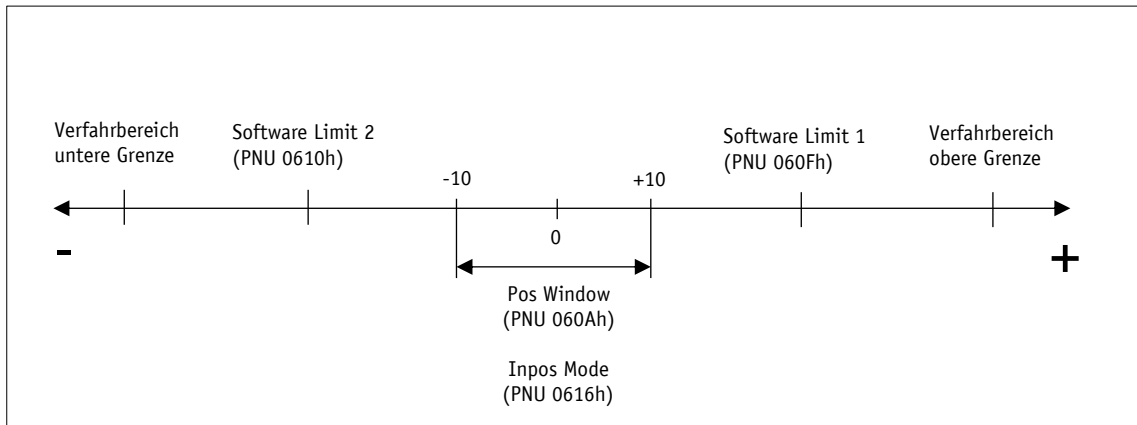 Verfahrbereich
untere Grenze
Software Limit 2
(PNU 0610h)
Software Limit 1
(PNU 060Fh)
Verfahrbereich
obere Grenze
-10
+10
0
-
+
Pos Window
(PNU 060Ah)
Inpos Mode
(PNU 0616h)